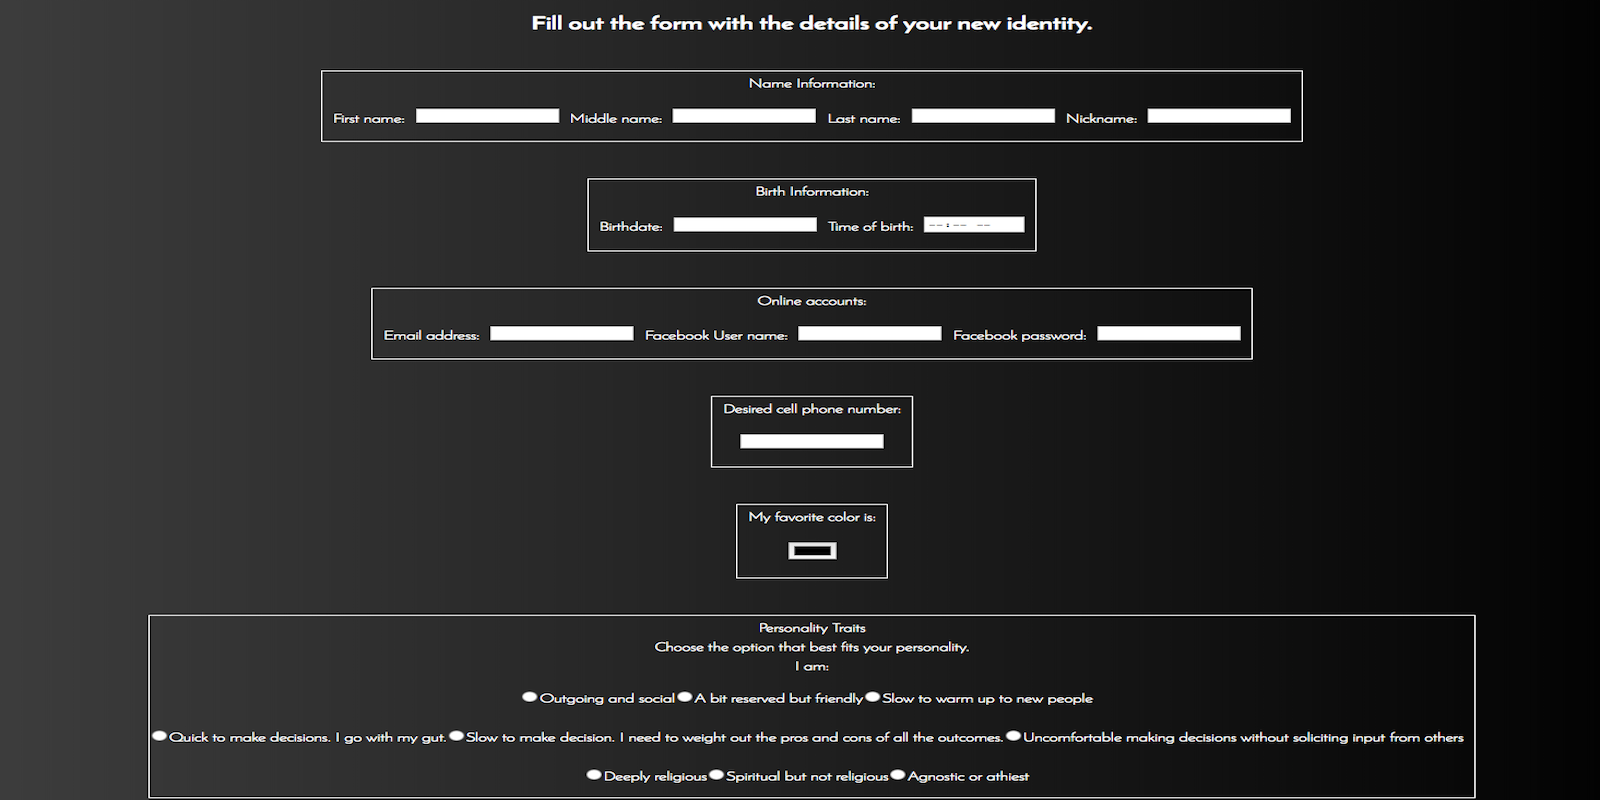 Fill out the form with the details of your new identity.
Name Information:
First name: Middle name: Last name: Nickname:
Birth Information:
Birthdate: Time of birth: --:-- --
Online accounts:
Email address: Facebook User name: Facebook password:
Desired cell phone number:
My favorite color is:
Personality Traits
Choose the option that best fits your personality.
I am:
Outgoing and social A bit reserved but friendly Slow to warm up to new people
Quick to make decisions. I go with my gut. Slow to make decision. I need to weight out the pros and cons of all the outcomes. Uncomfortable making decisions without soliciting input from others
Deeply religious Spiritual but not religious Agnostic or athiest